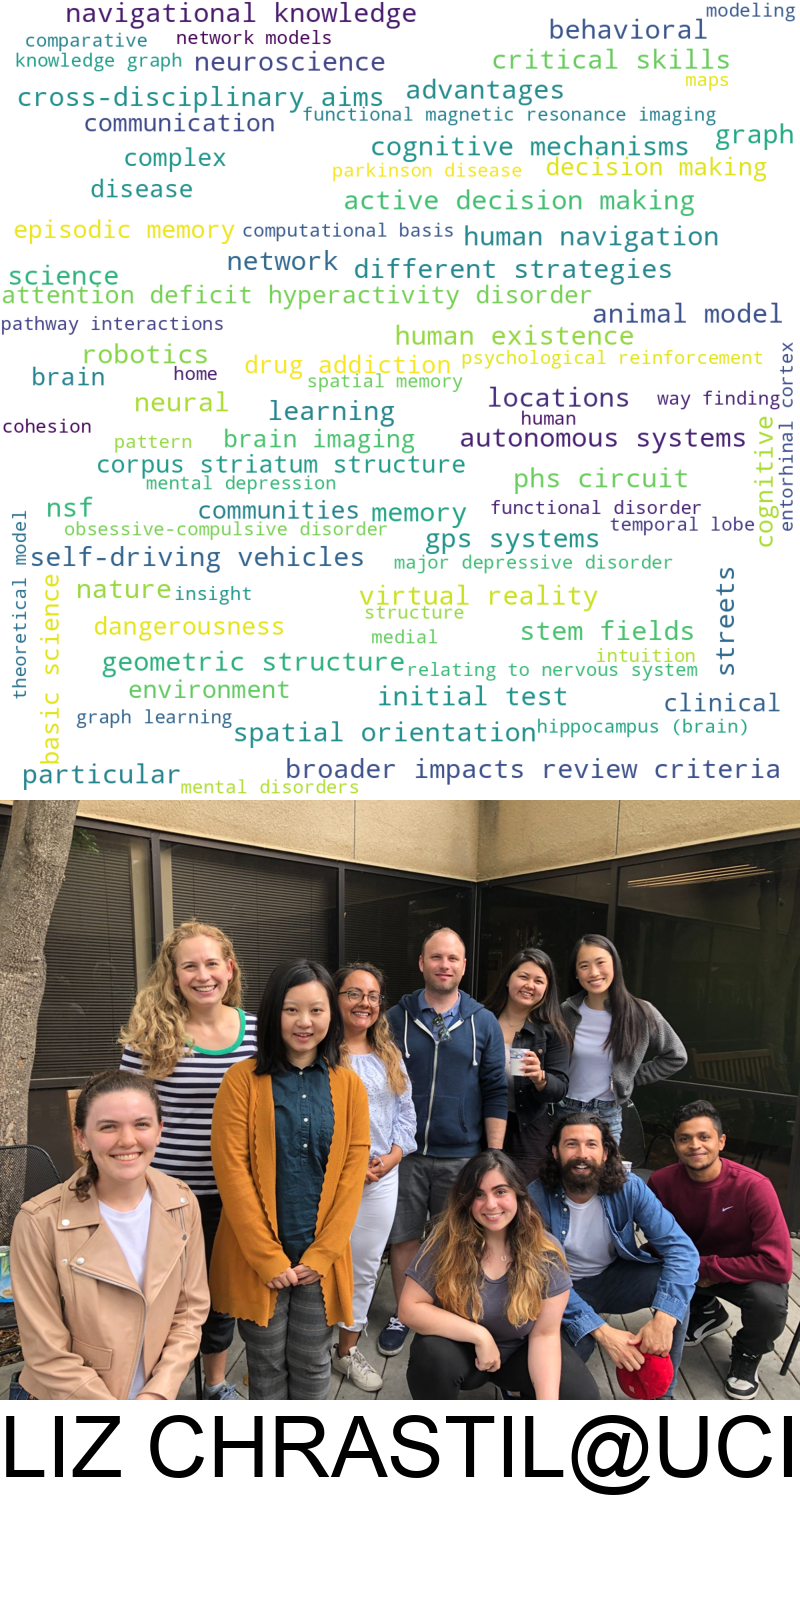 navigational knowledge
modeling
behavioral
comparative
network models
knowledge graph
neuroscience
critical skills
maps
cross-disciplinary aims
advantages
functional magnetic resonance imaging
communication
graph
cognitive mechanisms
complex
parkinson disease
decision making
disease
active decision making
episodic memory
computational basis
human navigation
network
different strategies
science
attention deficit hyperactivity disorder
animal model
pathway interactions
human existence
robotics
drug addiction
psychological reinforcement
brain
home
spatial memory
entorhinal cortex
neural
learning
locations
way finding
human
cohesion
pattern
brain imaging
autonomous systems
cognitive
corpus striatum structure
mental depression
phs circuit
nsf
communities
memory
functional disorder
temporal lobe
obsessive-compulsive disorder
gps systems
theoretical model
self-driving vehicles
major depressive disorder
nature
insight
virtual reality
streets
basic science
structure
dangerousness
medial
stem fields
intuition
geometric structure
relating to nervous system
environment
initial test
clinical
graph learning
spatial orientation
hippocampus (brain)
particular
broader impacts review criteria
mental disorders
LIZ CHRASTIL@UCI